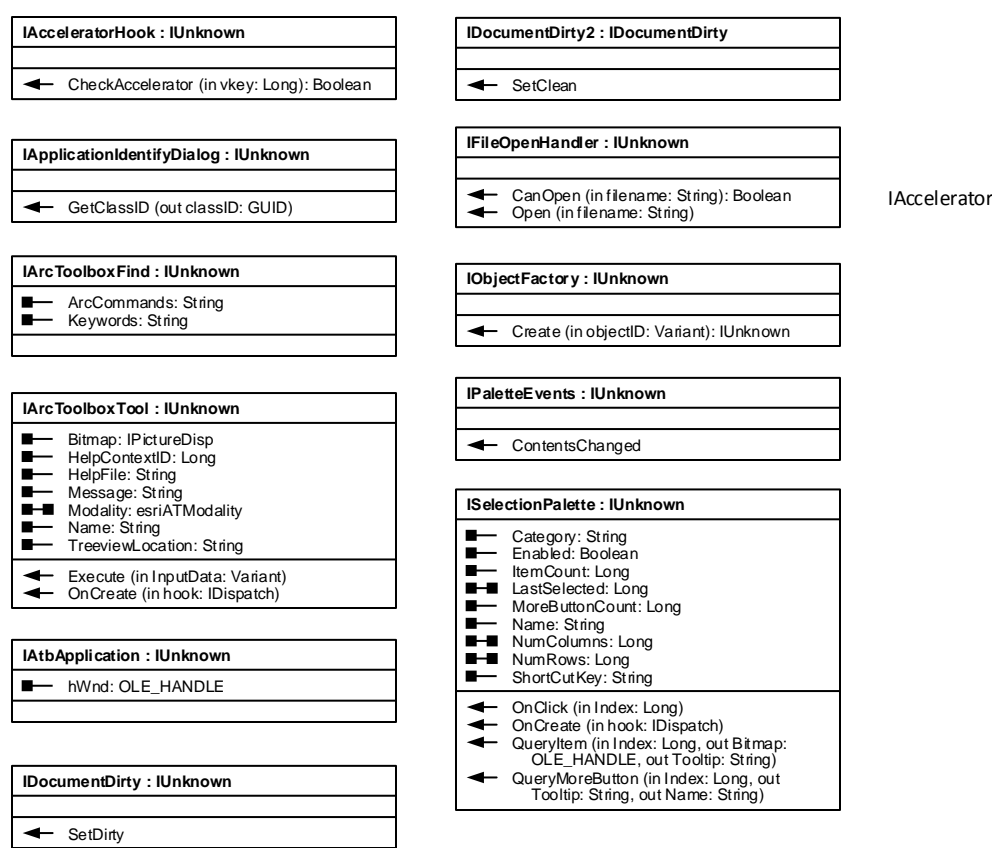 IAcceleratorHook : IUnknown
CheckAccelerator (in vkey: Long): Boolean
IApplicationIdentifyDialog : IUnknown
GetClassID (out classID: GUID)
IArcToolboxFind : IUnknown
ArcCommands: String
Keywords: String
IArcToolboxTool : IUnknown
Bitmap: IPictureDisp
HelpContextID: Long
HelpFile: String
Message: String
Modality: esriATModality
Name: String
TreeviewLocation: String
Execute (in InputData: Variant)
OnCreate (in hook: IDispatch)
IAtbApplication : IUnknown
hWnd: OLE_HANDLE
IDocumentDirty : IUnknown
SetDirty
IDocumentDirty2 : IDocumentDirty
SetClean
IFileOpenHandler : IUnknown
CanOpen (in filename: String): Boolean
Open (in filename: String)
IObjectFactory : IUnknown
Create (in objectID: Variant): IUnknown
IPaletteEvents : IUnknown
ContentsChanged
ISelectionPalette : IUnknown
Category: String
Enabled: Boolean
ItemCount: Long
LastSelected: Long
MoreButtonCount: Long
Name: String
NumColumns: Long
NumRows: Long
ShortCutKey: String
OnClick (in Index: Long)
OnCreate (in hook: IDispatch)
QueryItem (in Index: Long, out Bitmap:
OLE_HANDLE, out Tooltip: String)
QueryMoreButton (in Index: Long, out
Tooltip: String, out Name: String)
IAccelerator